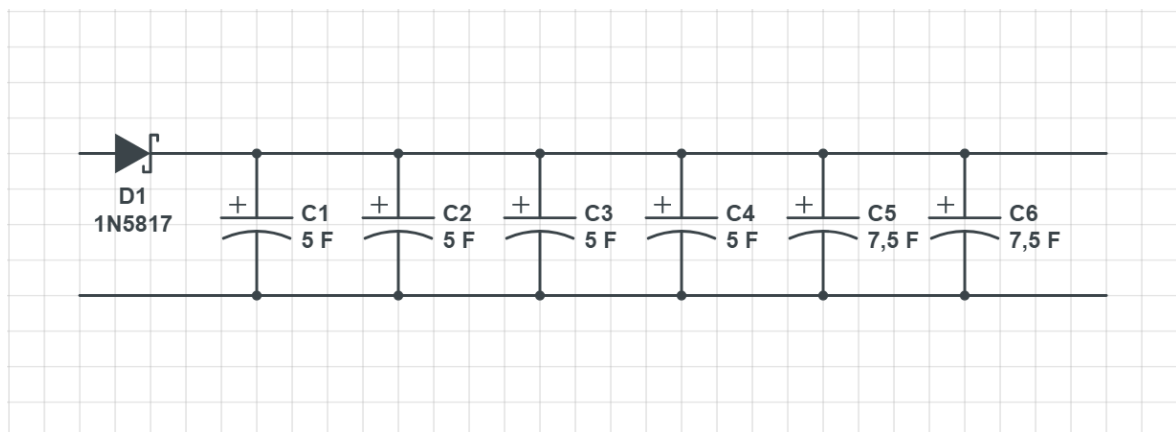 D1
1N5817
+ C1
5 F
+ C2
5 F
+ C3
5 F
+ C4
5 F
+ C5
7,5 F
+ C6
7,5 F